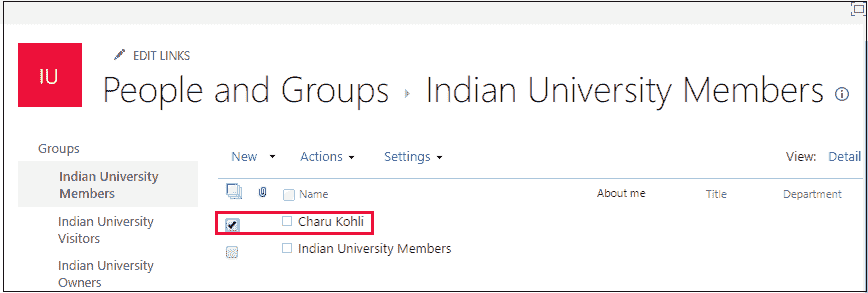 EDIT LINKS
IU
People and Groups Indian University Members
Groups
New Actions Settings View: Detail
Indian University
Members
Name About me Title Department
Charu Kohli
Indian University
Visitors
Indian University Members
Indian University
Owners